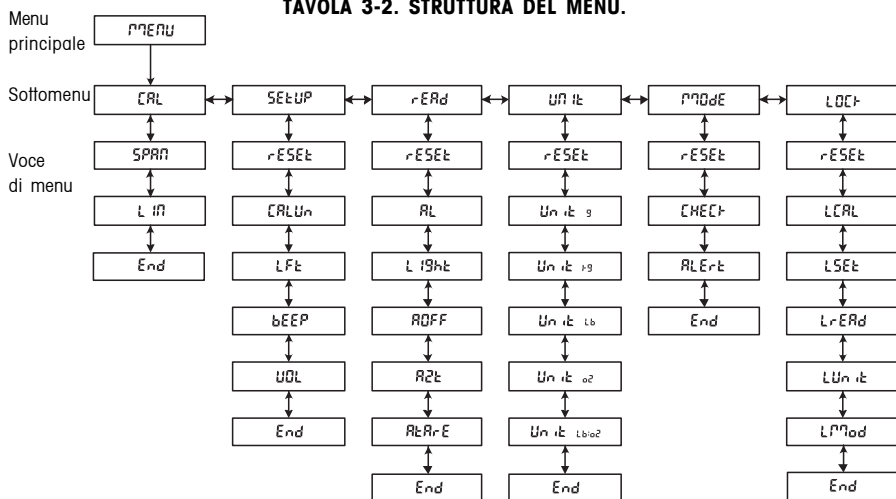 TAVOLA 3-2. STRUTTURA DEL MENU.
Menu
principale
MENU
Sottomenu
CAL SEtUP rEAd UNIt MOdE LOCk
Voce
di menu
SPAN rESEt rESEt rESEt rESEt rESEt
LIN CALUn AL Unit g CHECk LCAL
End LFt LIght Unit kg ALErt LSEt
bEEP AOFF Unit Lb End LrEAd
VOL AZt Unit oZ LUnit
End AtArE Unit Lb:oZ LMod
End End End